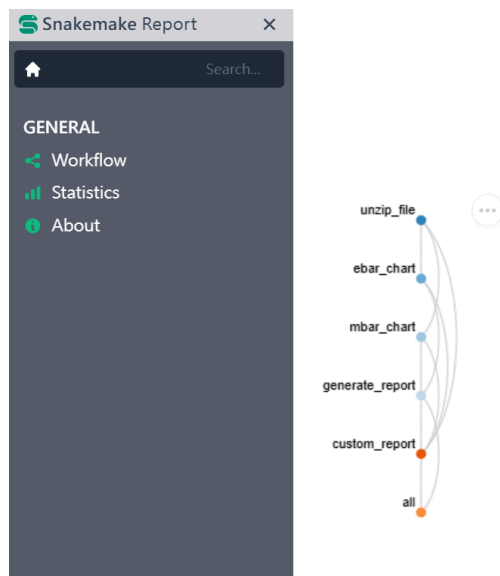 Snakemake Report
Search...
GENERAL
Workflow
Statistics
About
unzip_file
ebar_chart
mbar_chart
generate_report
custom_report
all